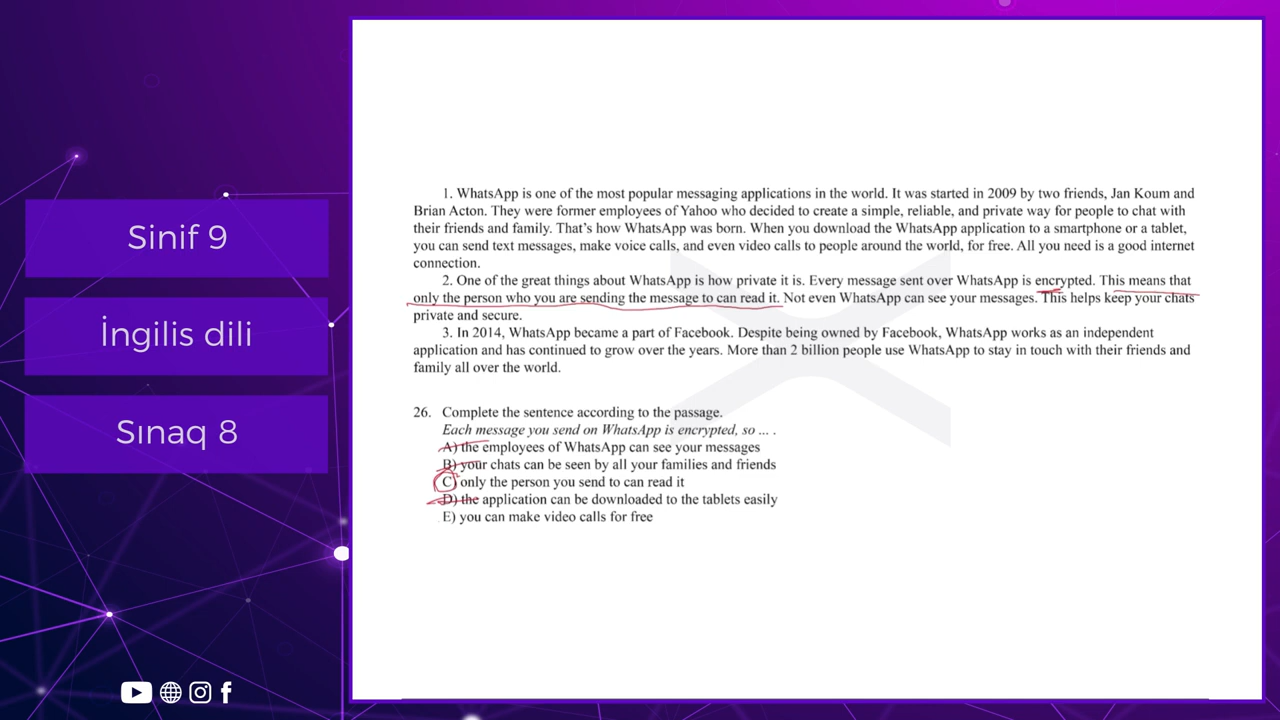 Sinif 9
İngilis dili
Sınaq 8
1. WhatsApp is one of the most popular messaging applications in the world. It was started in 2009 by two friends, Jan Koum and
Brian Acton. They were former employees of Yahoo who decided to create a simple, reliable, and private way for people to chat with
their friends and family. That's how WhatsApp was born. When you download the WhatsApp application to a smartphone or a tablet,
you can send text messages, make voice calls, and even video calls to people around the world, for free. All you need is a good internet
connection.
2. One of the great things about WhatsApp is how private it is. Every message sent over WhatsApp is encrypted. This means that
only the person who you are sending the message to can read it. Not even WhatsApp can see your messages. This helps keep your chats
private and secure.
3. In 2014, WhatsApp became a part of Facebook. Despite being owned by Facebook, WhatsApp works as an independent
application and has continued to grow over the years. More than 2 billion people use WhatsApp to stay in touch with their friends and
family all over the world.
26. Complete the sentence according to the passage.
Each message you send on WhatsApp is encrypted, so ... .
A) the employees of WhatsApp can see your messages
B) your chats can be seen by all your families and friends
C) only the person you send to can read it
D) the application can be downloaded to the tablets easily
E) you can make video calls for free